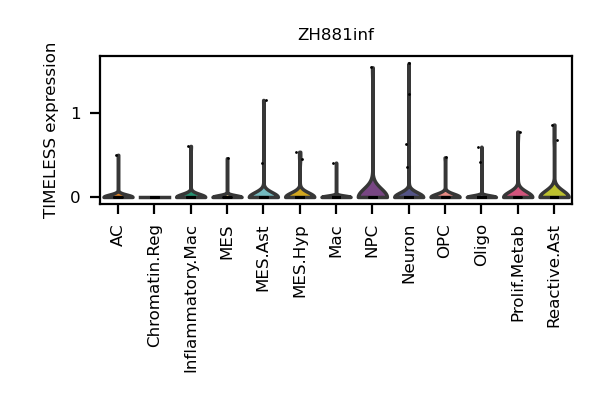 ZH881inf
TIMELESS expression
1
0
AC
Chromatin.Reg
Inflammatory.Mac
MES
MES.Ast
MES.Hyp
Mac
NPC
Neuron
OPC
Oligo
Prolif.Metab
Reactive.Ast